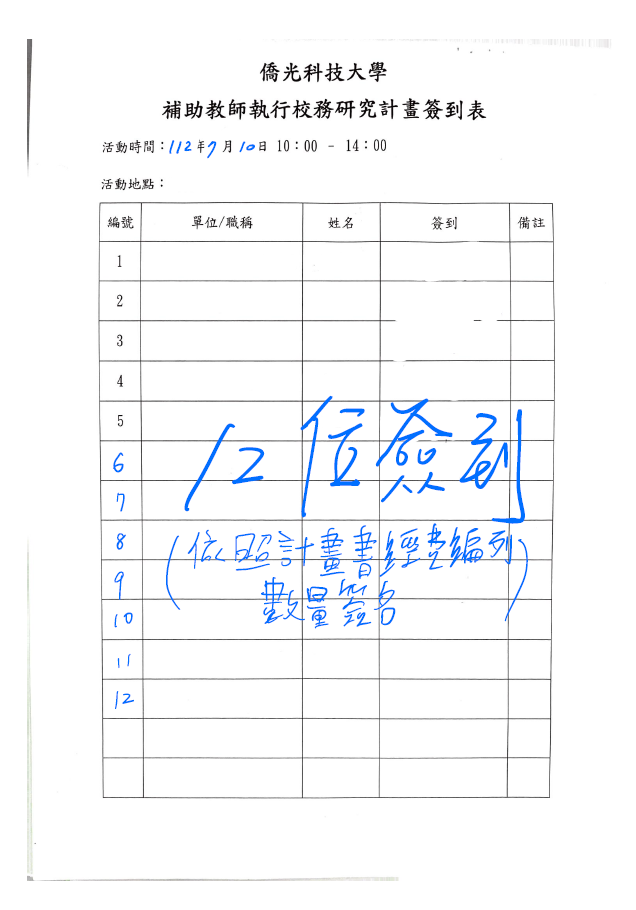 僑光科技大學
補助教師執行校務研究計畫簽到表
活動時間：112年7月10日 10：00 - 14：00
活動地點：
編號 單位/職稱 姓名 簽到 備註
1
2
3
4
5
12位簽到
6
7
8
(依照計畫書經費編列
9
數量簽名)
10
11
12